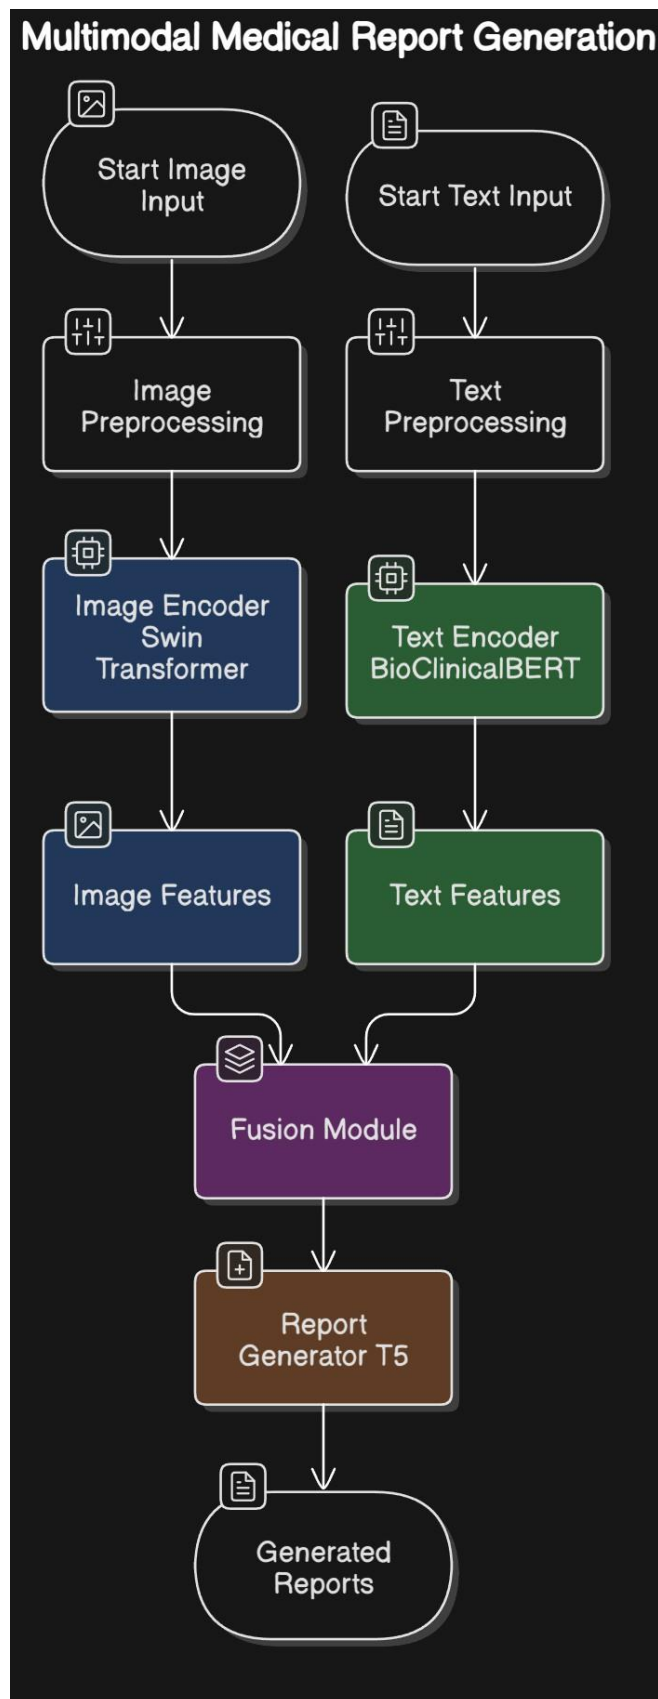 Multimodal Medical Report Generation
Start Image
Input
Start Text Input
Image
Preprocessing
Text
Preprocessing
Image Encoder
Swin
Transformer
Text Encoder
BioClinicalBERT
Image Features
Text Features
Fusion Module
Report
Generator T5
Generated
Reports